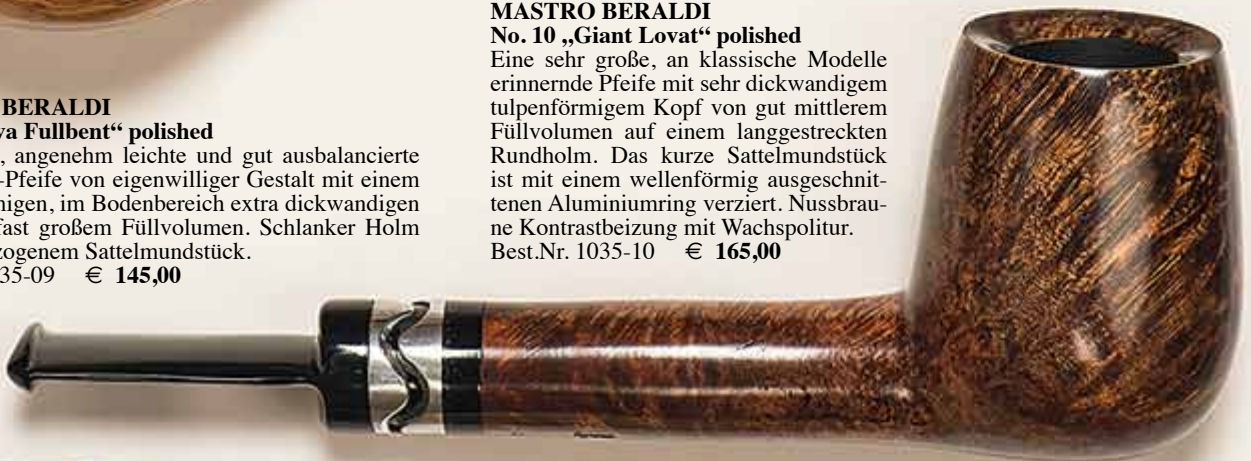 BERALDI
va Fullbent“ polished
, angenehm leichte und gut ausbalancierte
-Pfeife von eigenwilliger Gestalt mit einem
nigen, im Bodenbereich extra dickwandigen
fast großem Füllvolumen. Schlanker Holm
zogenem Sattelmundstück.
35-09 € 145,00
MASTRO BERALDI
No. 10 „Giant Lovat“ polished
Eine sehr große, an klassische Modelle
erinnernde Pfeife mit sehr dickwandigem
tulpenförmigem Kopf von gut mittlerem
Füllvolumen auf einem langgestreckten
Rundholm. Das kurze Sattelmundstück
ist mit einem wellenförmig ausgeschnit-
tenen Aluminiumring verziert. Nussbrau-
ne Kontrastbeizung mit Wachspolitur.
Best.Nr. 1035-10 € 165,00